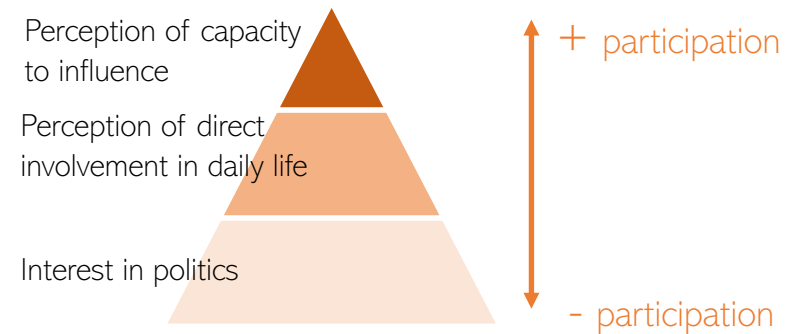 Perception of capacity
to influence
+ participation
Perception of direct
involvement in daily life
Interest in politics
- participation